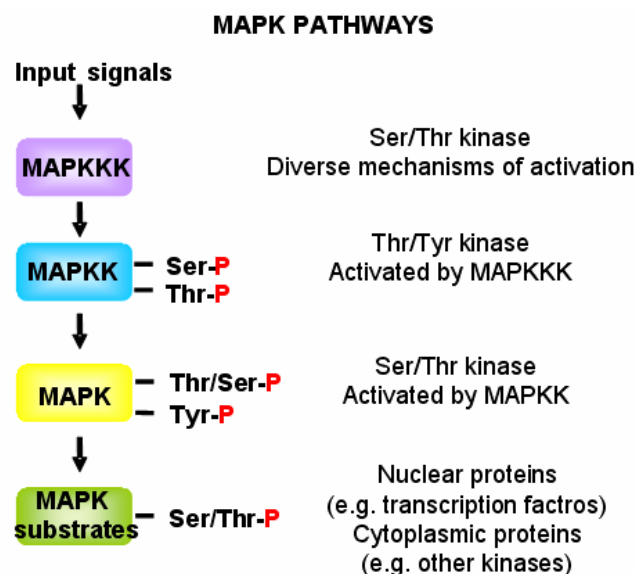 MAPK PATHWAYS
Input signals
MAPKKK
Ser/Thr kinase
Diverse mechanisms of activation
MAPKK
Ser-P
Thr-P
Thr/Tyr kinase
Activated by MAPKKK
MAPK
Thr/Ser-P
Tyr-P
Ser/Thr kinase
Activated by MAPKK
MAPK
substrates
Ser/Thr-P
Nuclear proteins
(e.g. transcription factros)
Cytoplasmic proteins
(e.g. other kinases)